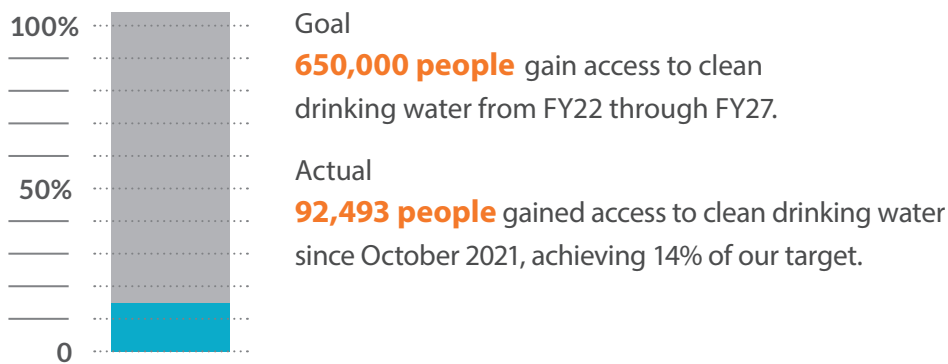 100%
50%
0
Goal
650,000 people gain access to clean
drinking water from FY22 through FY27.
Actual
92,493 people gained access to clean drinking water
since October 2021, achieving 14% of our target.